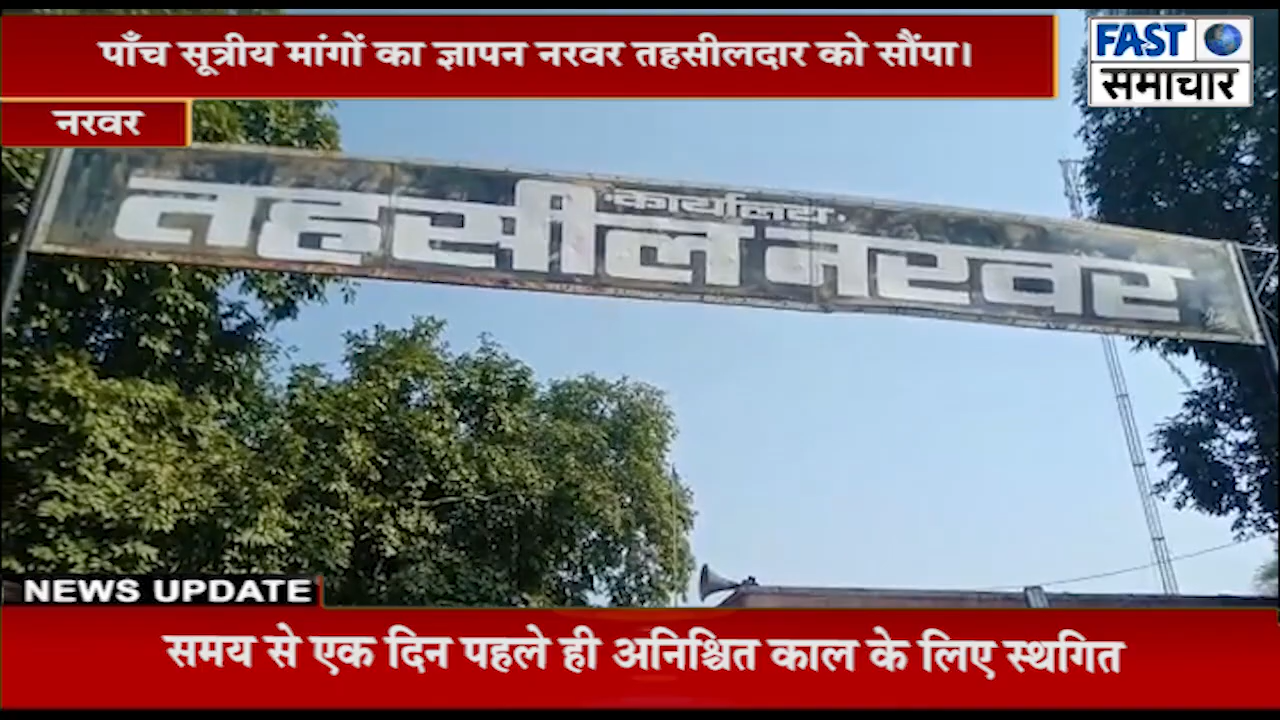 पाँच सूत्रीय मांगों का ज्ञापन नरवर तहसीलदार को सौंपा।
FAST
समाचार
नरवर
कार्यालय
तहसील नरवर
NEWS UPDATE
समय से एक दिन पहले ही अनिश्चित काल के लिए स्थगित